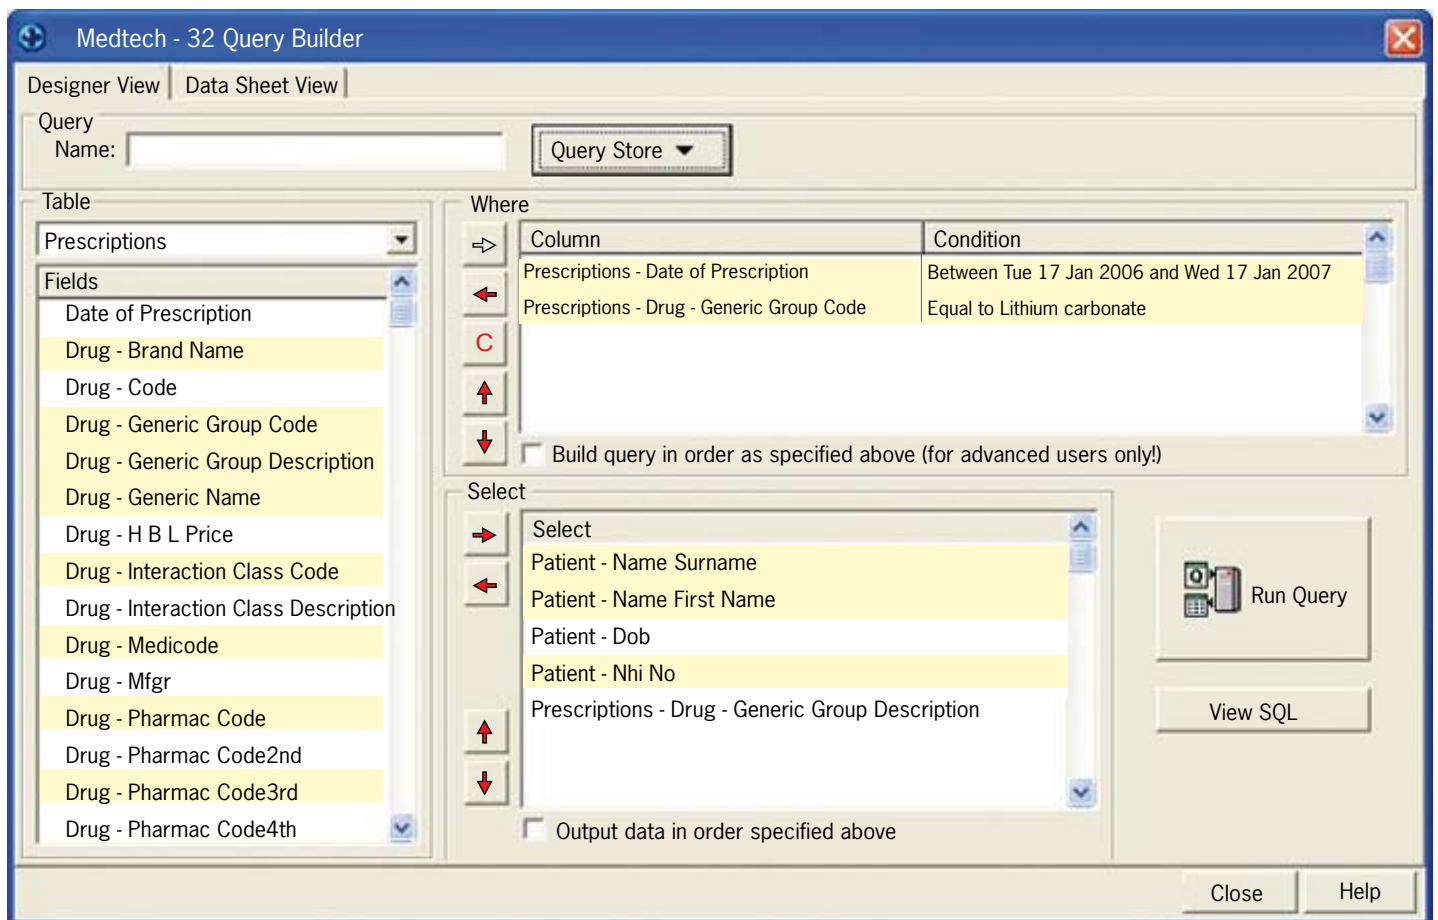 Medtech - 32 Query Builder
Designer View
Data Sheet View
Query
Name:
Query Store
Table
Prescriptions
Fields
Date of Prescription
Drug - Brand Name
Drug - Code
Drug - Generic Group Code
Drug - Generic Group Description
Drug - Generic Name
Drug - H B L Price
Drug - Interaction Class Code
Drug - Interaction Class Description
Drug - Medicode
Drug - Mfgr
Drug - Pharmac Code
Drug - Pharmac Code2nd
Drug - Pharmac Code3rd
Drug - Pharmac Code4th
Where
Column Condition
Prescriptions - Date of Prescription Between Tue 17 Jan 2006 and Wed 17 Jan 2007
Prescriptions - Drug - Generic Group Code Equal to Lithium carbonate
C
Build query in order as specified above (for advanced users only!)
Select
Select
Patient - Name Surname
Patient - Name First Name
Patient - Dob
Patient - Nhi No
Prescriptions - Drug - Generic Group Description
Output data in order specified above
Q
Run Query
View SQL
Close
Help